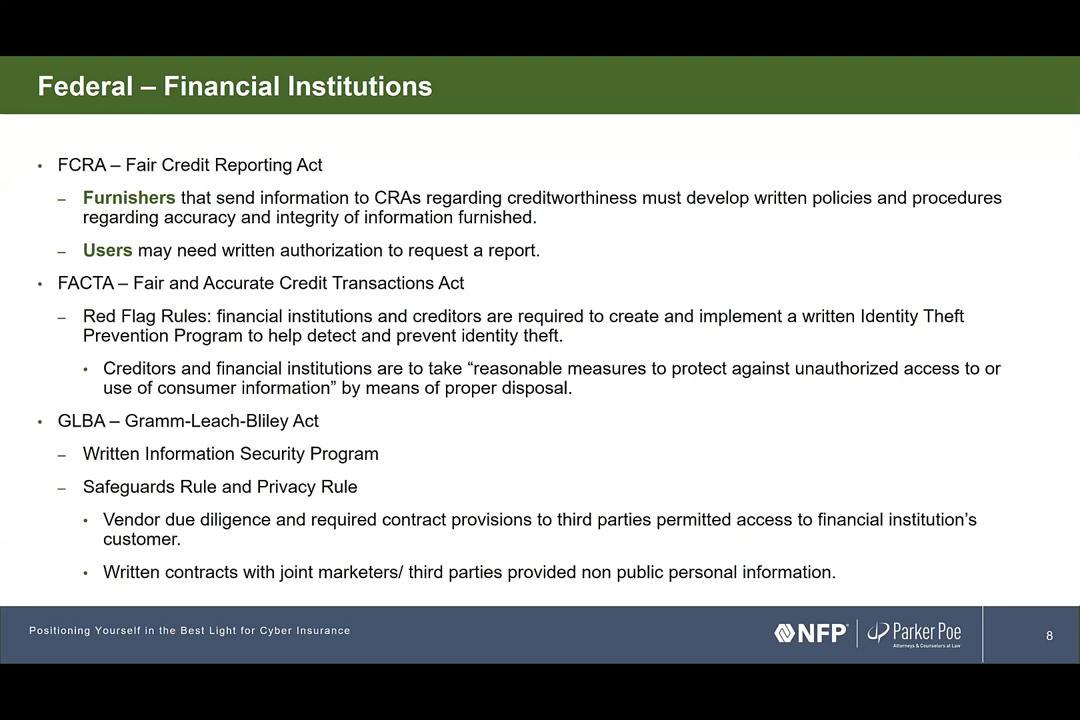 Federal – Financial Institutions
• FCRA – Fair Credit Reporting Act
– Furnishers that send information to CRAs regarding creditworthiness must develop written policies and procedures
regarding accuracy and integrity of information furnished.
– Users may need written authorization to request a report.
• FACTA – Fair and Accurate Credit Transactions Act
– Red Flag Rules: financial institutions and creditors are required to create and implement a written Identity Theft
Prevention Program to help detect and prevent identity theft.
• Creditors and financial institutions are to take “reasonable measures to protect against unauthorized access to or
use of consumer information” by means of proper disposal.
• GLBA – Gramm-Leach-Bliley Act
– Written Information Security Program
– Safeguards Rule and Privacy Rule
• Vendor due diligence and required contract provisions to third parties permitted access to financial institution’s
customer.
• Written contracts with joint marketers/ third parties provided non public personal information.
Positioning Yourself in the Best Light for Cyber Insurance
NFP®
Parker Poe
Attorneys & Counselors at Law
8